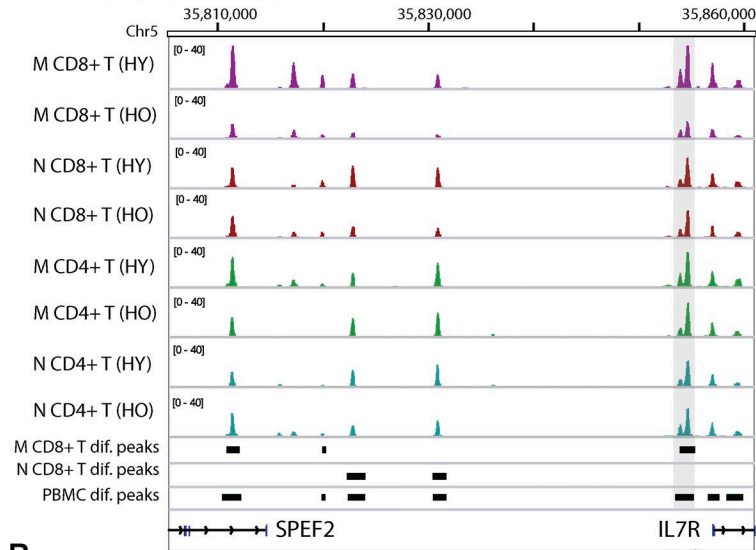 35,810,000 35,830,000 35,860,000
Chr5
[0 - 40]
M CD8+ T (HY)
[0 - 40]
M CD8+ T (HO)
[0 - 40]
N CD8+ T (HY)
[0 - 40]
N CD8+ T (HO)
[0 - 40]
M CD4+ T (HY)
[0 - 40]
M CD4+ T (HO)
[0 - 40]
N CD4+ T (HY)
[0 - 40]
N CD4+ T (HO)
M CD8+ T dif. peaks
N CD8+ T dif. peaks
PBMC dif. peaks
SPEF2 IL7R